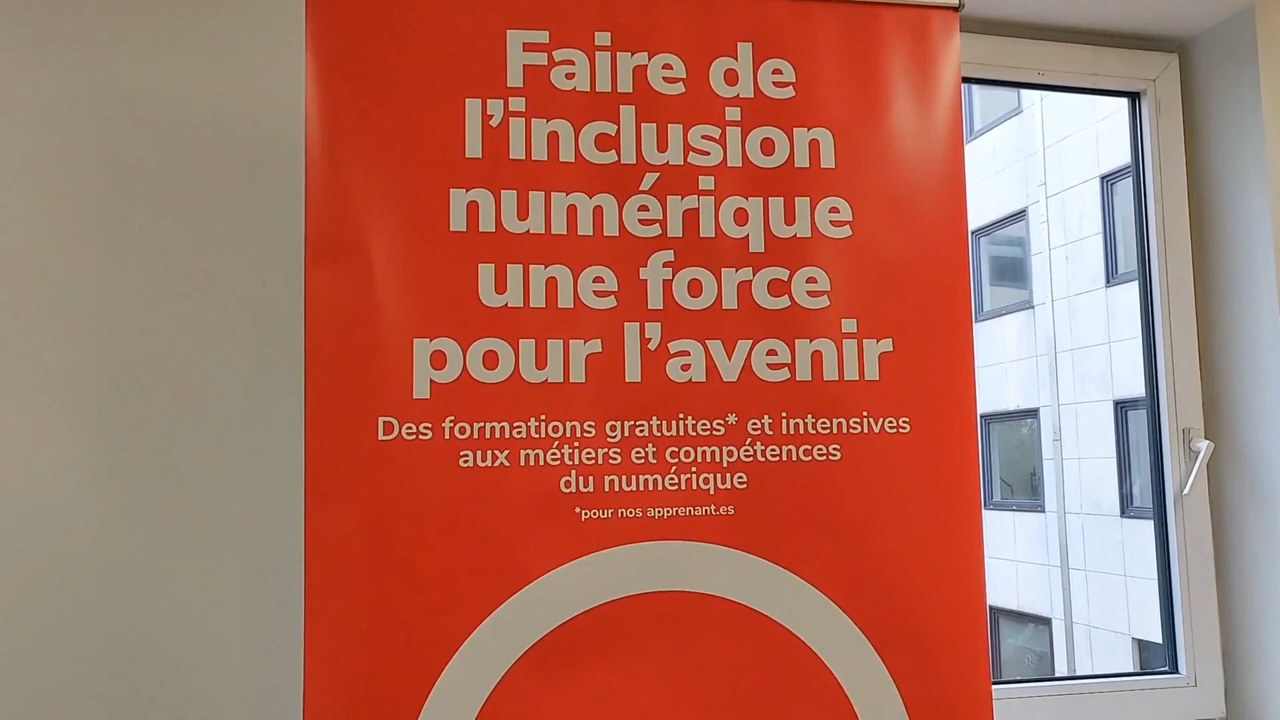 Faire de
l'inclusion
numérique
une force
pour l'avenir
Des formations gratuites* et intensives
aux métiers et compétences
du numérique
*pour nos apprenant.es